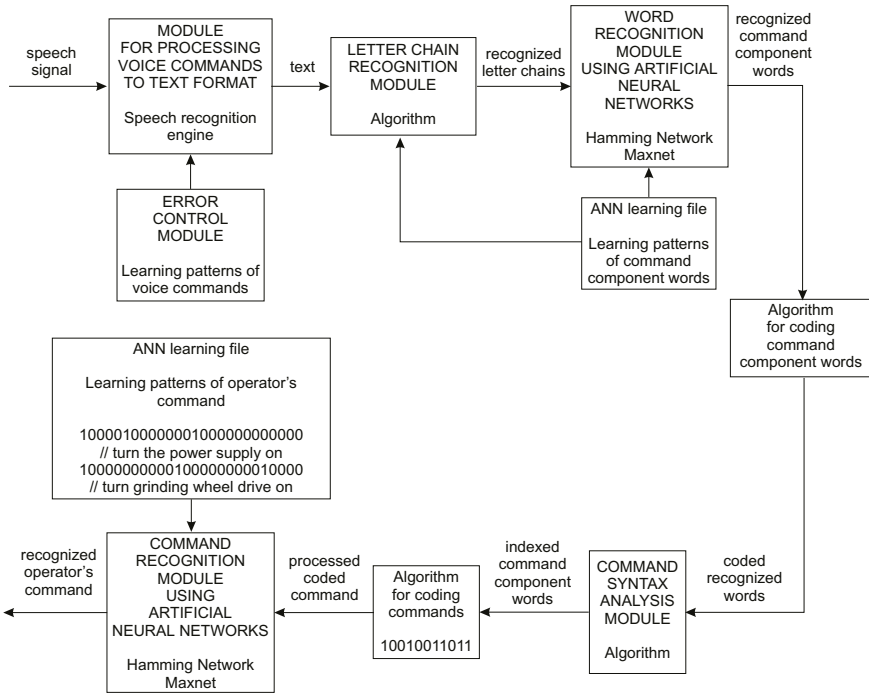 speech
signal
MODULE
FOR PROCESSING
VOICE COMMANDS
TO TEXT FORMAT
Speech recognition
engine
text
LETTER CHAIN
RECOGNITION
MODULE
Algorithm
recognized
letter chains
WORD
RECOGNITION
MODULE
USING ARTIFICIAL
NEURAL
NETWORKS
Hamming Network
Maxnet
recognized
command
component
words
ERROR
CONTROL
MODULE
Learning patterns of
voice commands
ANN learning file
Learning patterns
of command
component words
Algorithm
for coding
command
component words
ANN learning file
Learning patterns of operator's
command
10000100000001000000000000
// turn the power supply on
10000000000100000000010000
// turn grinding wheel drive on
recognized
operator's
command
COMMAND
RECOGNITION
MODULE
USING
ARTIFICIAL
NEURAL NETWORKS
Hamming Network
Maxnet
processed
coded
command
Algorithm
for coding
commands
10010011011
indexed
command
component
words
COMMAND
SYNTAX
ANALYSIS
MODULE
Algorithm
coded
recognized
words